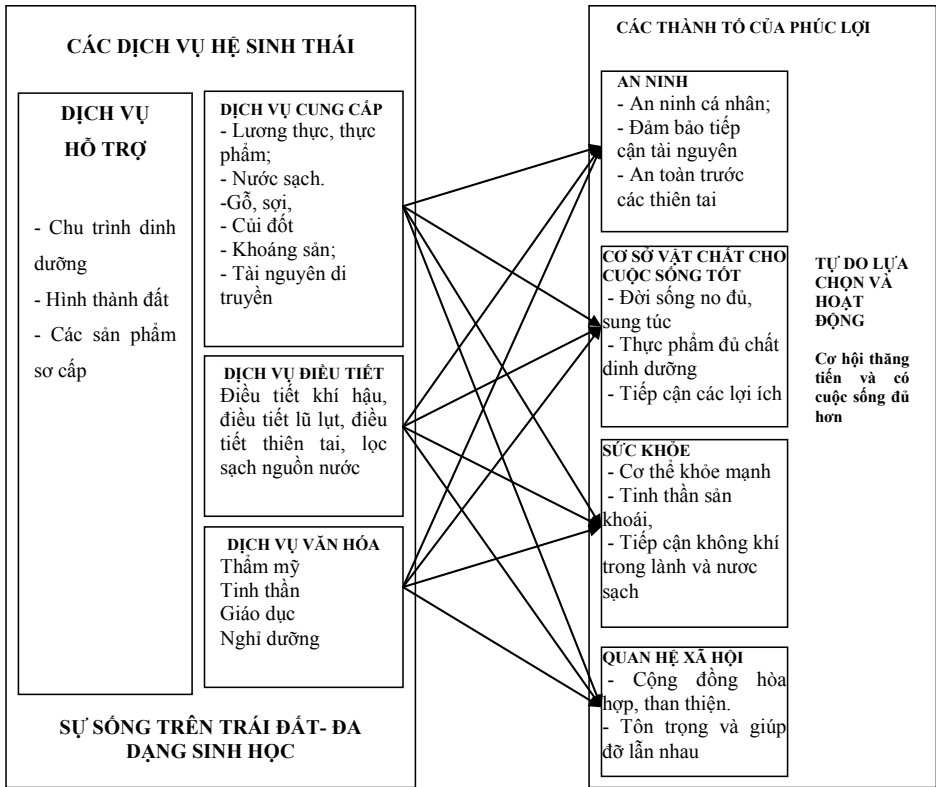 CÁC DỊCH VỤ HỆ SINH THÁI
DỊCH VỤ
HỖ TRỢ
- Chu trình dinh
dưỡng
- Hình thành đất
- Các sản phẩm
sơ cấp
DỊCH VỤ CUNG CẤP
- Lương thực, thực
phẩm;
- Nước sạch.
-Gỗ, sợi,
- Củi đốt
- Khoáng sản;
- Tài nguyên di
truyền
DỊCH VỤ ĐIỀU TIẾT
Điều tiết khí hậu,
điều tiết lũ lụt, điều
tiết thiên tai, lọc
sạch nguồn nước
DỊCH VỤ VĂN HÓA
Thẩm mỹ
Tinh thần
Giáo dục
Nghỉ dưỡng
SỰ SỐNG TRÊN TRÁI ĐẤT- ĐA
DẠNG SINH HỌC
CÁC THÀNH TỐ CỦA PHÚC LỢI
AN NINH
- An ninh cá nhân;
- Đảm bảo tiếp
cận tài nguyên
- An toàn trước
các thiên tai
CƠ SỞ VẬT CHẤT CHO
CUỘC SỐNG TỐT
- Đời sống no đủ,
sung túc
- Thực phẩm đủ chất
dinh dưỡng
- Tiếp cận các lợi ích
SỨC KHỎE
- Cơ thể khỏe mạnh
- Tinh thần sản
khoái,
- Tiếp cận không khí
trong lành và nươc
sạch
QUAN HỆ XÃ HỘI
- Cộng đồng hòa
hợp, than thiện.
- Tôn trọng và giúp
đỡ lẫn nhau
TỰ DO LỰA
CHỌN VÀ
HOẠT
ĐỘNG
Cơ hội thăng
tiến và có
cuộc sống đủ
hơn